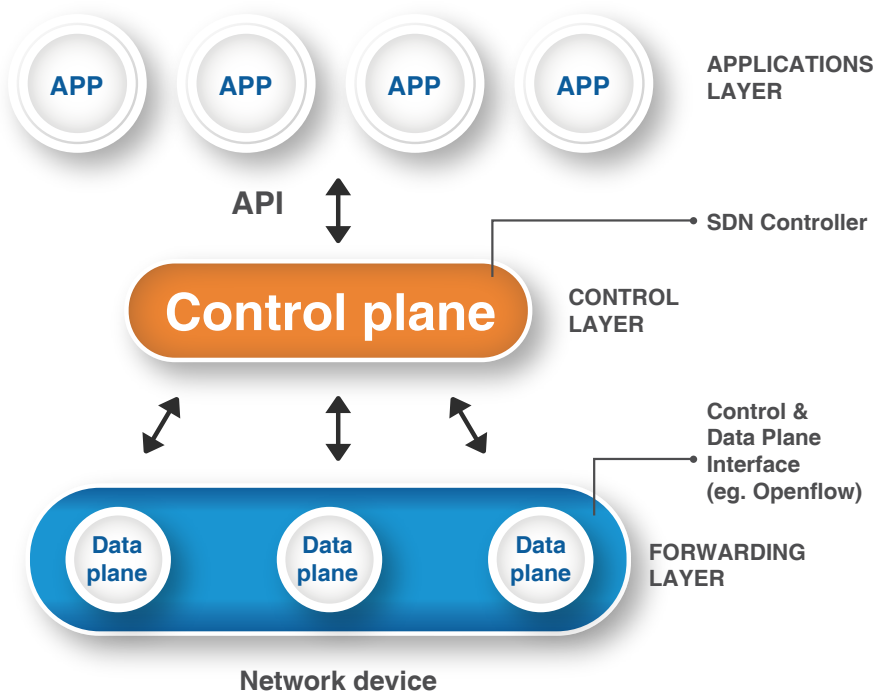 APP APP APP APP
APPLICATIONS
LAYER
API
SDN Controller
Control plane
CONTROL
LAYER
Control &
Data Plane
Interface
(eg. Openflow)
Data
plane
Data
plane
Data
plane
FORWARDING
LAYER
Network device